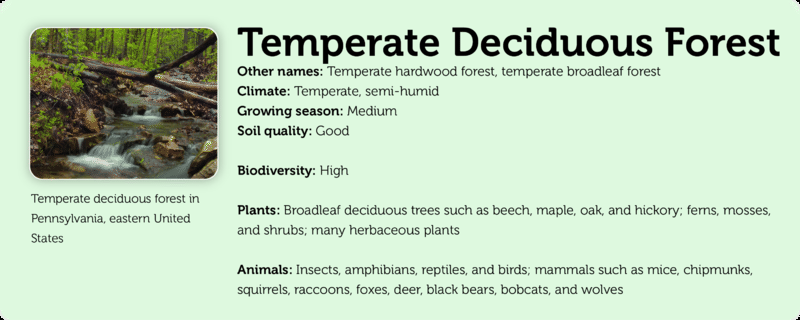 Temperate Deciduous Forest
Other names: Temperate hardwood forest, temperate broadleaf forest
Climate: Temperate, semi-humid
Growing season: Medium
Soil quality: Good
Biodiversity: High
Plants: Broadleaf deciduous trees such as beech, maple, oak, and hickory; ferns, mosses,
and shrubs; many herbaceous plants
Animals: Insects, amphibians, reptiles, and birds; mammals such as mice, chipmunks,
squirrels, raccoons, foxes, deer, black bears, bobcats, and wolves
Temperate deciduous forest in
Pennsylvania, eastern United
States